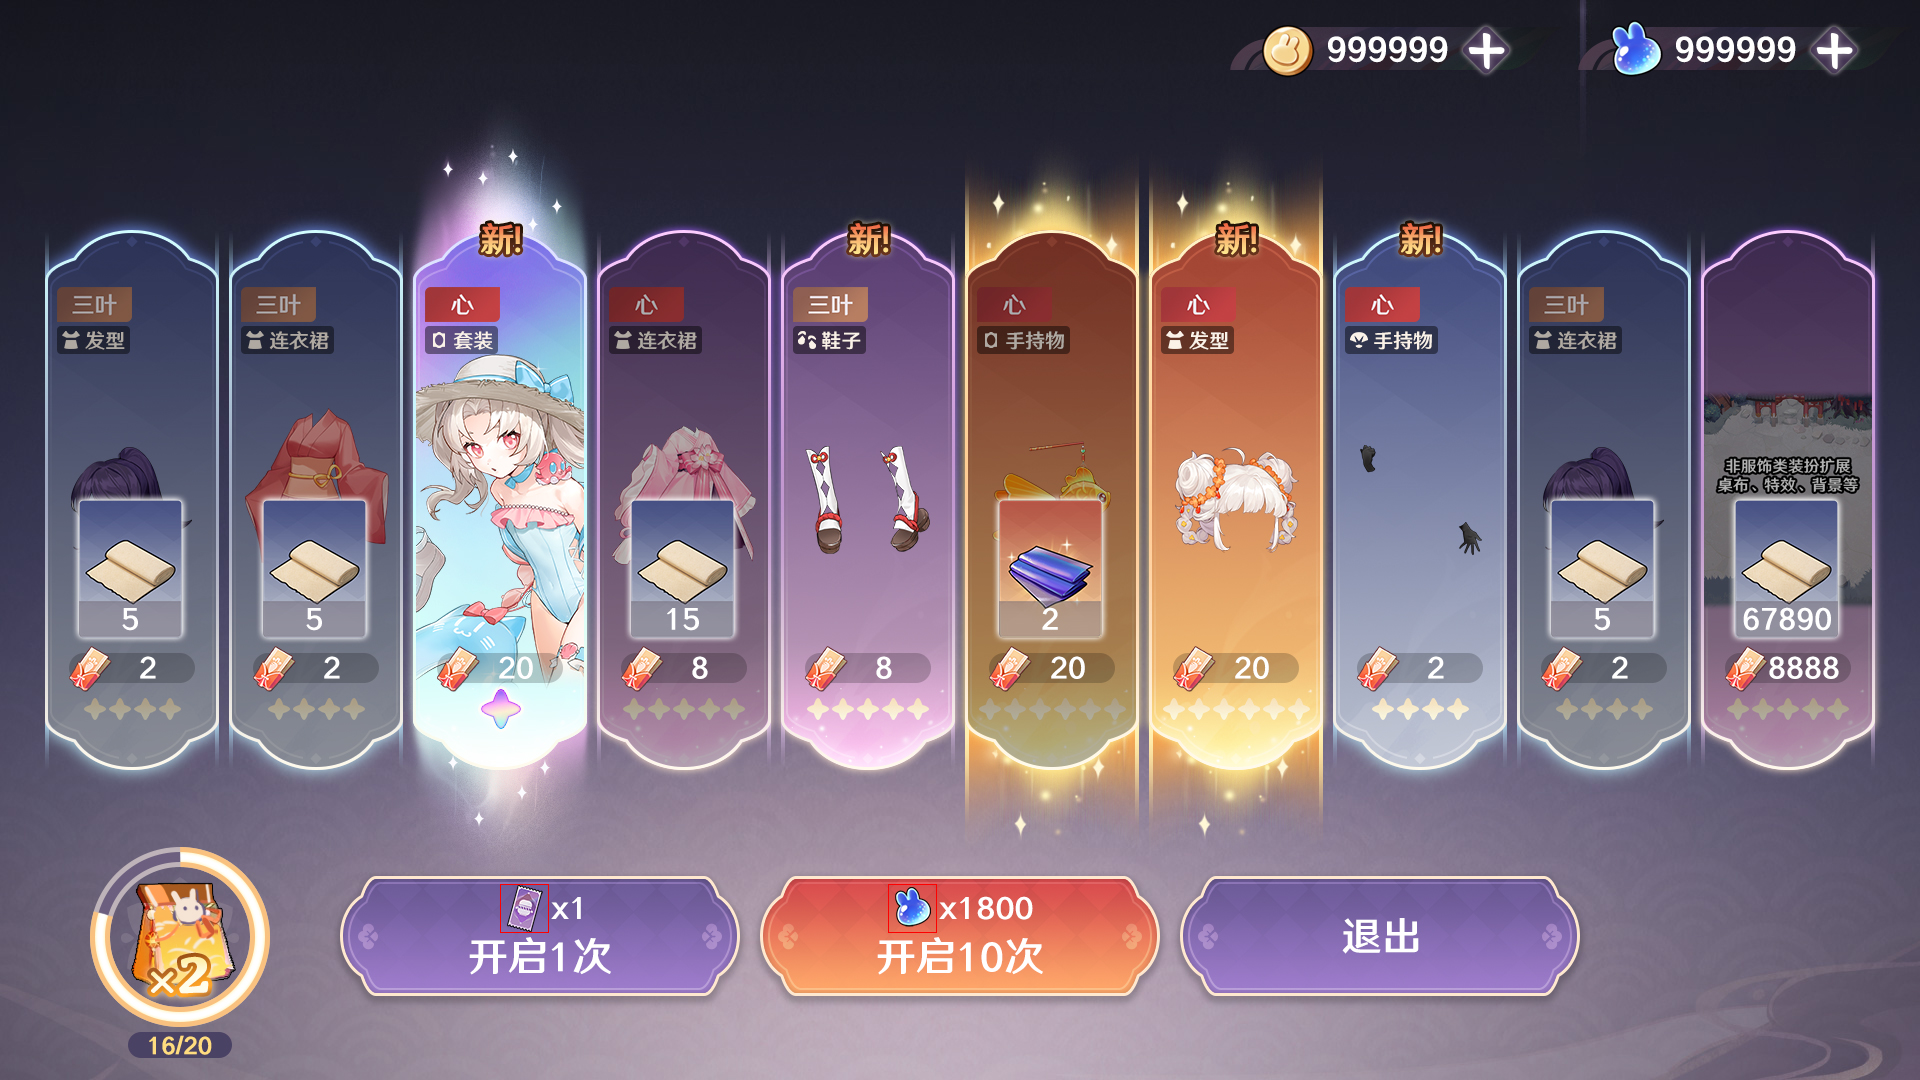 999999
999999
三叶
发型
5
2
三叶
连衣裙
5
2
新!
心
套装
20
心
连衣裙
15
8
新!
三叶
鞋子
8
心
手持物
2
20
新!
心
发型
20
新!
心
手持物
2
三叶
连衣裙
5
2
非服饰类装扮扩展
桌布、特效、背景等
67890
8888
x2
16/20
x1
开启1次
x1800
开启10次
退出